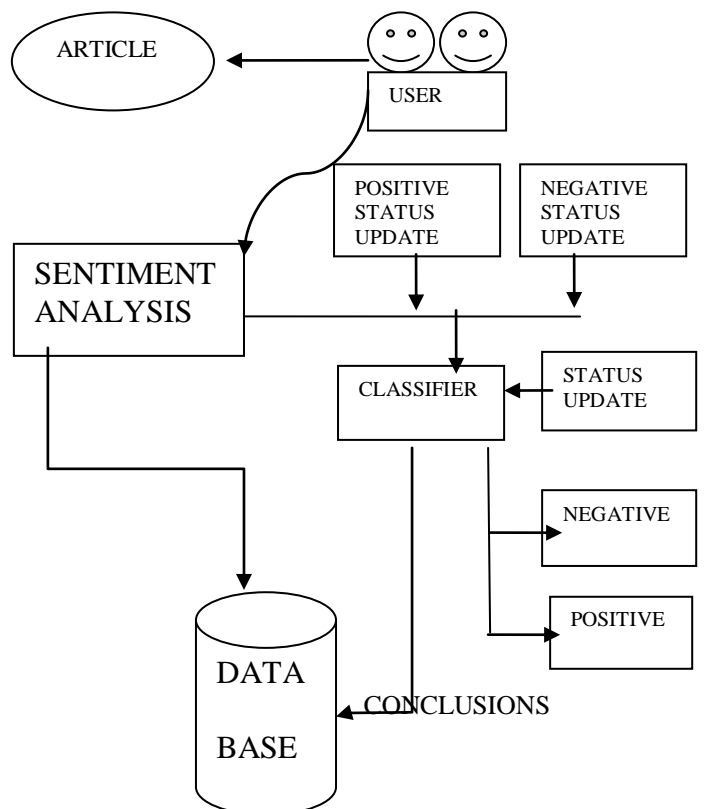 ARTICLE
USER
POSITIVE
STATUS
UPDATE
NEGATIVE
STATUS
UPDATE
SENTIMENT
ANALYSIS
CLASSIFIER
STATUS
UPDATE
NEGATIVE
POSITIVE
DATA
BASE
CONCLUSIONS